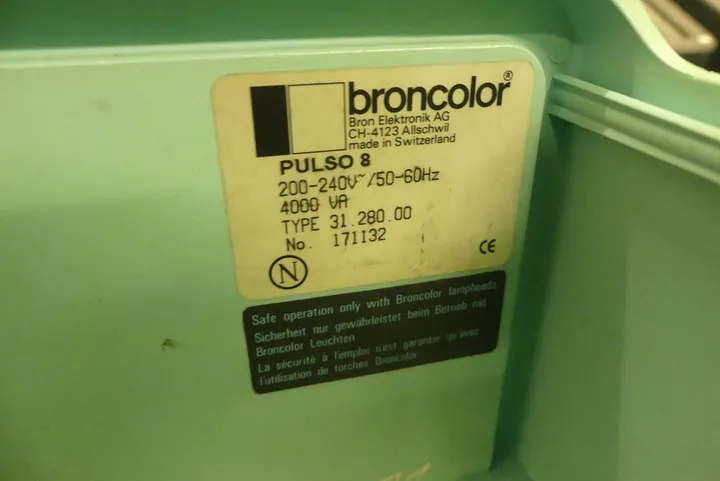 broncolor®
Bron Elektronik AG
CH-4123 Allschwil
made in Switzerland
PULSO 8
200-240V~/50-60Hz
4000 VA
TYPE 31.280.00
No. 171132
N
CE
Safe operation only with Broncolor lampheads
Sicherheit nur gewährleistet beim Betrieb mit
Broncolor Leuchten
La sécurité à l'emploi n'est garantie qu'avec
l'utilisation de torches Broncolor